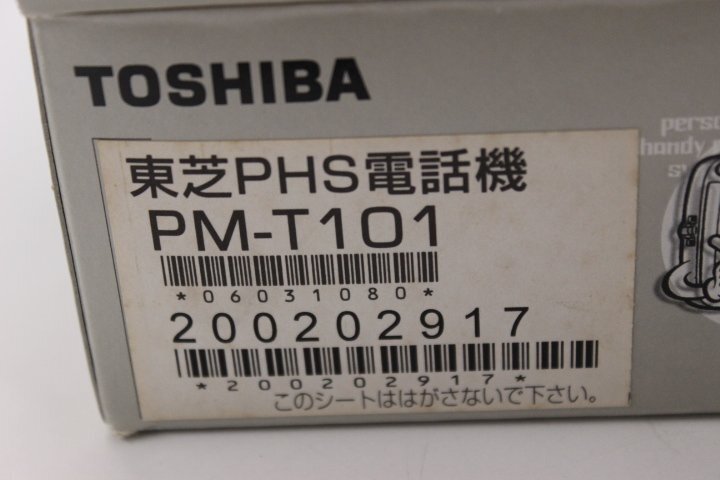 TOSHIBA
東芝PHS電話機
PM-T101
*06031080*
200202917
*200202917*
このシートははがさないで下さい。
handy